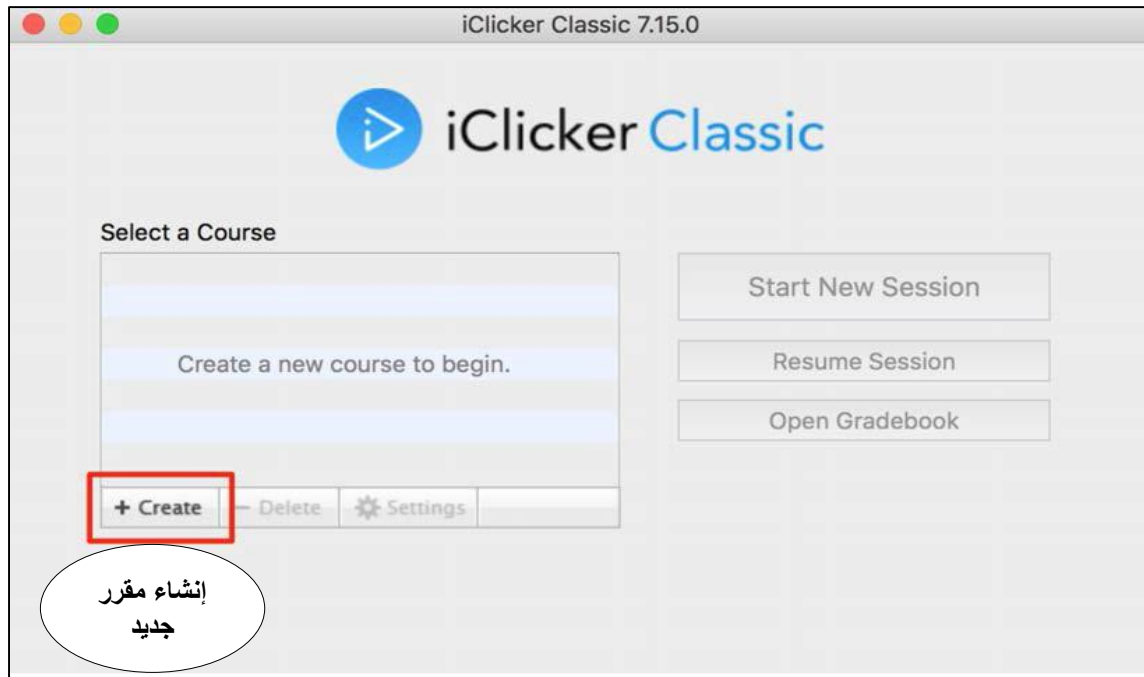 iClicker Classic 7.15.0
iClicker Classic
Select a Course
Start New Session
Create a new course to begin.
Resume Session
Open Gradebook
+ Create
− Delete
Settings
إنشاء مقرر
جديد